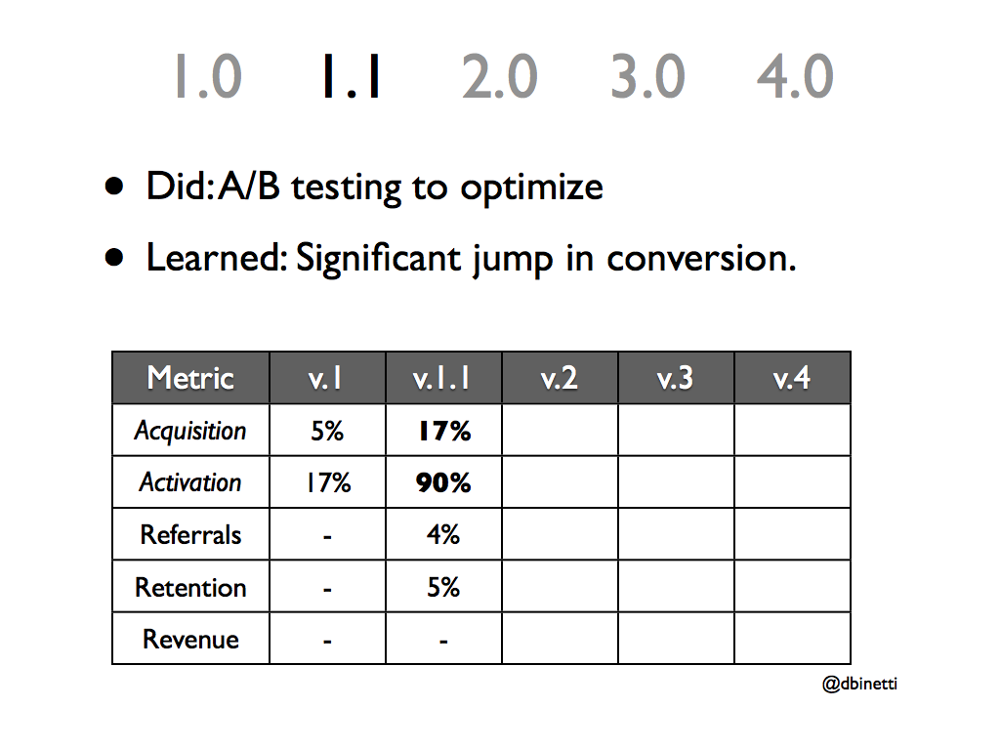 1.0 1.1 2.0 3.0 4.0
• Did: A/B testing to optimize
• Learned: Significant jump in conversion.
Metric v.1 v.1.1 v.2 v.3 v.4
Acquisition 5% 17%
Activation 17% 90%
Referrals - 4%
Retention - 5%
Revenue - -
@dbinetti